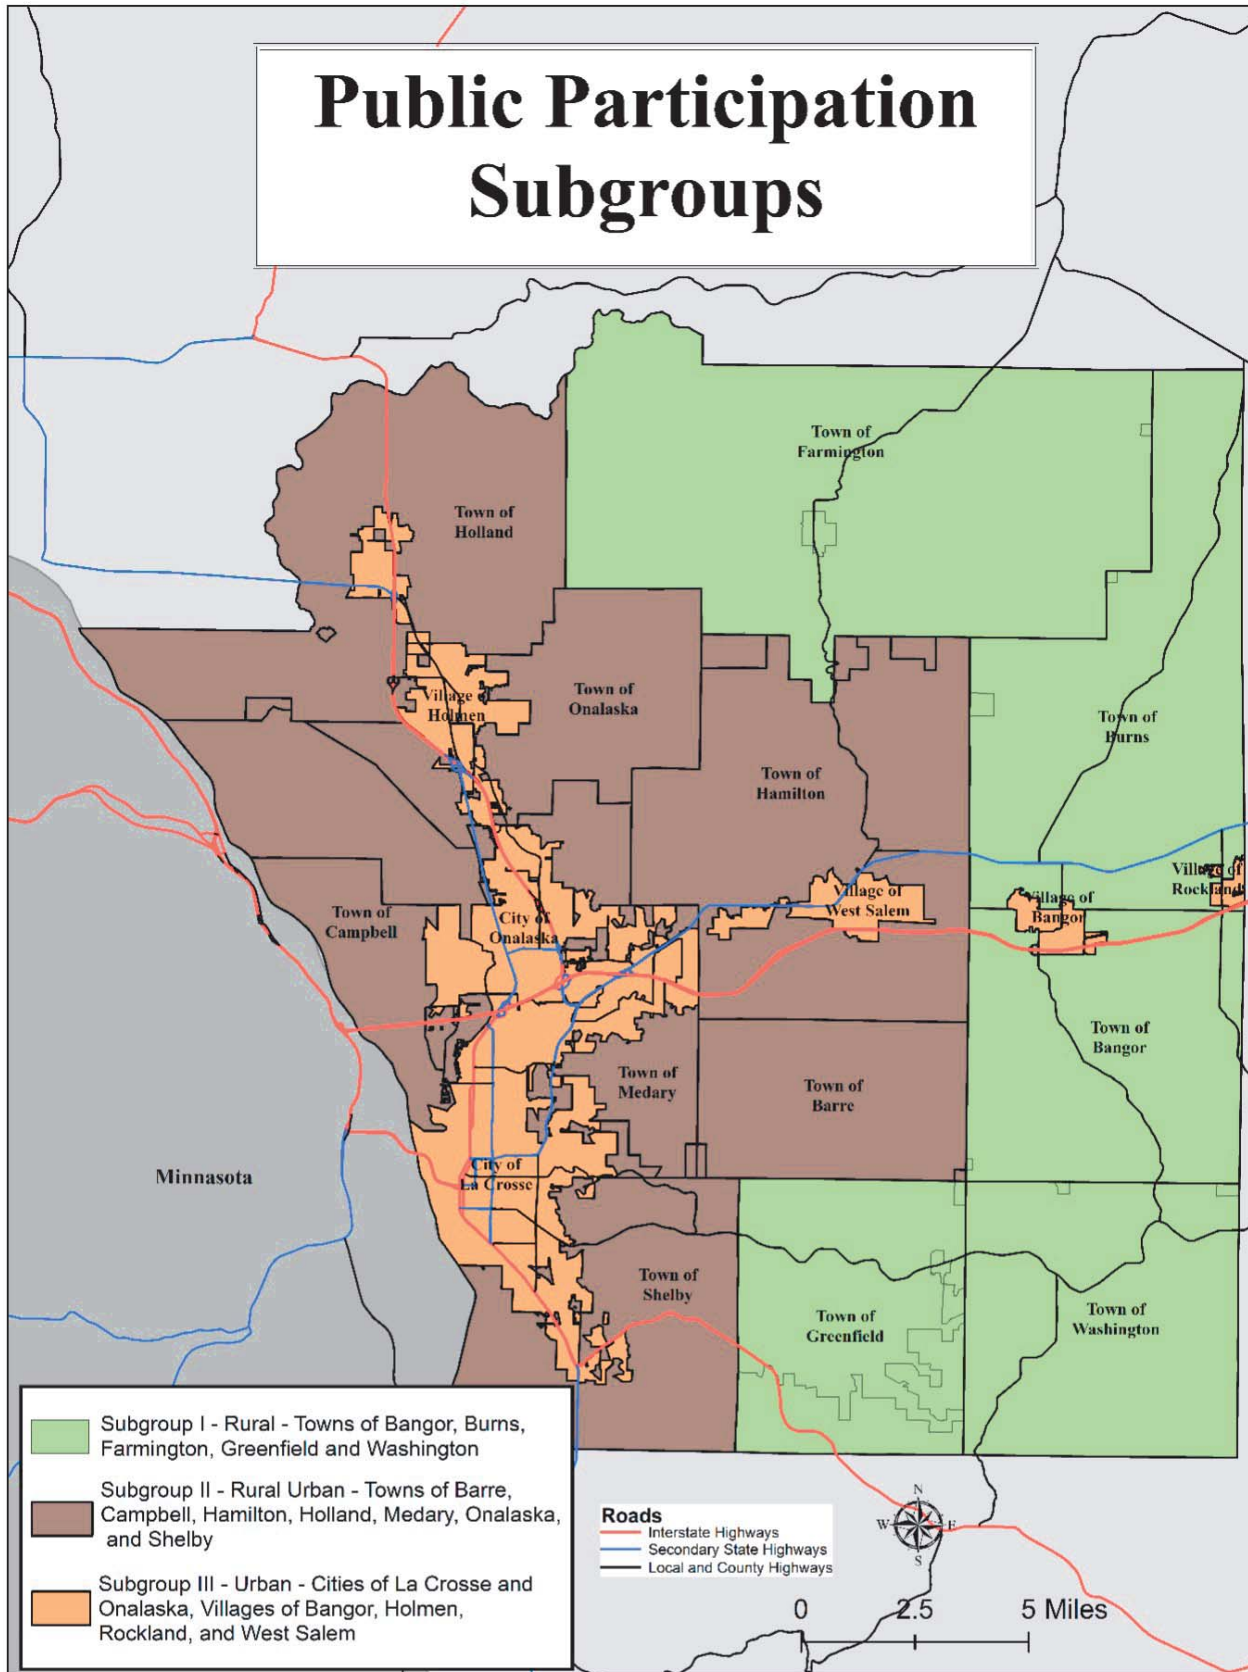 Public Participation
Subgroups
Town of
Farmington
Town of
Holland
Village of
Holmen
Town of
Onalaska
Town of
Burns
Town of
Hamilton
Village of
Rockland
Village of
West Salem
Village of
Bangor
Town of
Campbell
City of
Onalaska
Town of
Bangor
Town of
Medary
Town of
Barre
Minnasota
City of
La Crosse
Town of
Shelby
Town of
Greenfield
Town of
Washington
Subgroup I - Rural - Towns of Bangor, Burns,
Farmington, Greenfield and Washington
Subgroup II - Rural Urban - Towns of Barre,
Campbell, Hamilton, Holland, Medary, Onalaska,
and Shelby
Subgroup III - Urban - Cities of La Crosse and
Onalaska, Villages of Bangor, Holmen,
Rockland, and West Salem
Roads
Interstate Highways
Secondary State Highways
Local and County Highways
N
W E
S
0 2.5 5 Miles